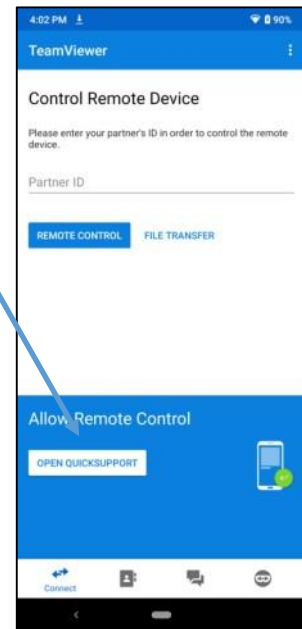 4:02 PM 90%
TeamViewer
Control Remote Device
Please enter your partner's ID in order to control the remote
device.
Partner ID
REMOTE CONTROL FILE TRANSFER
Allow Remote Control
OPEN QUICKSUPPORT
Connect